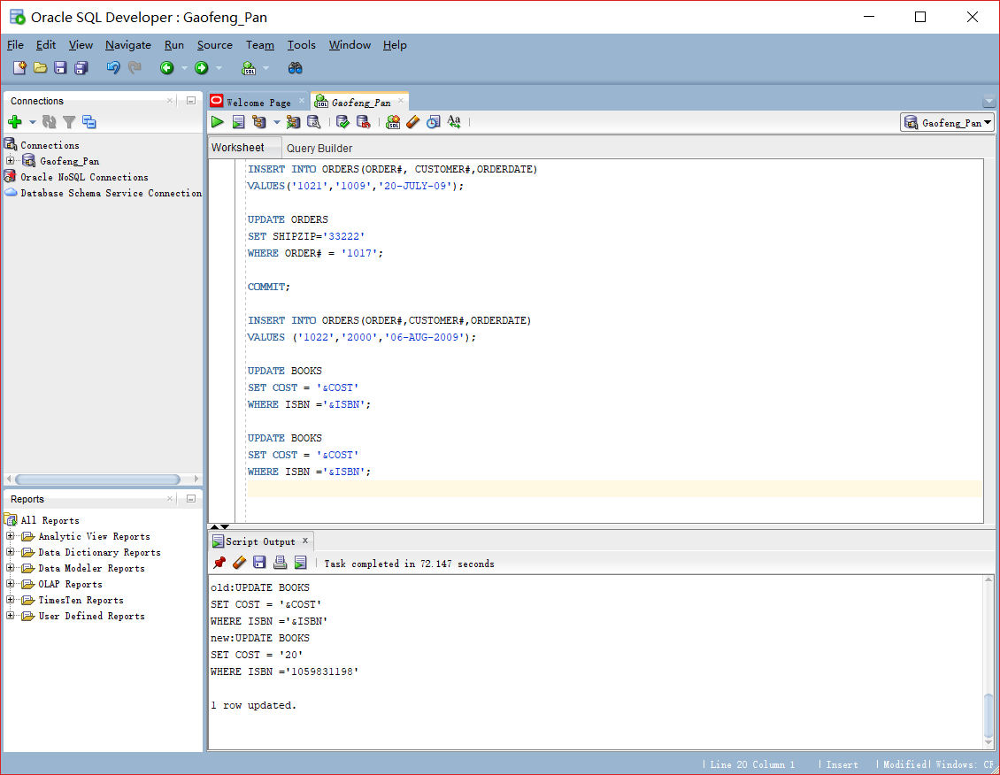 Oracle SQL Developer : Gaofeng_Pan
File Edit View Navigate Run Source Team Tools Window Help
Connections
Connections
Gaofeng_Pan
Oracle NoSQL Connections
Database Schema Service Connection
Reports
All Reports
Analytic View Reports
Data Dictionary Reports
Data Modeler Reports
OLAP Reports
TimesTen Reports
User Defined Reports
Welcome Page Gaofeng_Pan
Gaofeng_Pan
Worksheet Query Builder
INSERT INTO ORDERS(ORDER#, CUSTOMER#,ORDERDATE)
VALUES('1021','1009','20-JULY-09');
UPDATE ORDERS
SET SHIPZIP='33222'
WHERE ORDER# = '1017';
COMMIT;
INSERT INTO ORDERS(ORDER#,CUSTOMER#,ORDERDATE)
VALUES ('1022','2000','06-AUG-2009');
UPDATE BOOKS
SET COST = '&COST'
WHERE ISBN ='&ISBN';
UPDATE BOOKS
SET COST = '&COST'
WHERE ISBN ='&ISBN';
Script Output x
Task completed in 72.147 seconds
old:UPDATE BOOKS
SET COST = '&COST'
WHERE ISBN ='&ISBN'
new:UPDATE BOOKS
SET COST = '20'
WHERE ISBN ='1059831198'
1 row updated.
| Line 20 Column 1 | Insert | Modified| Windows: CF